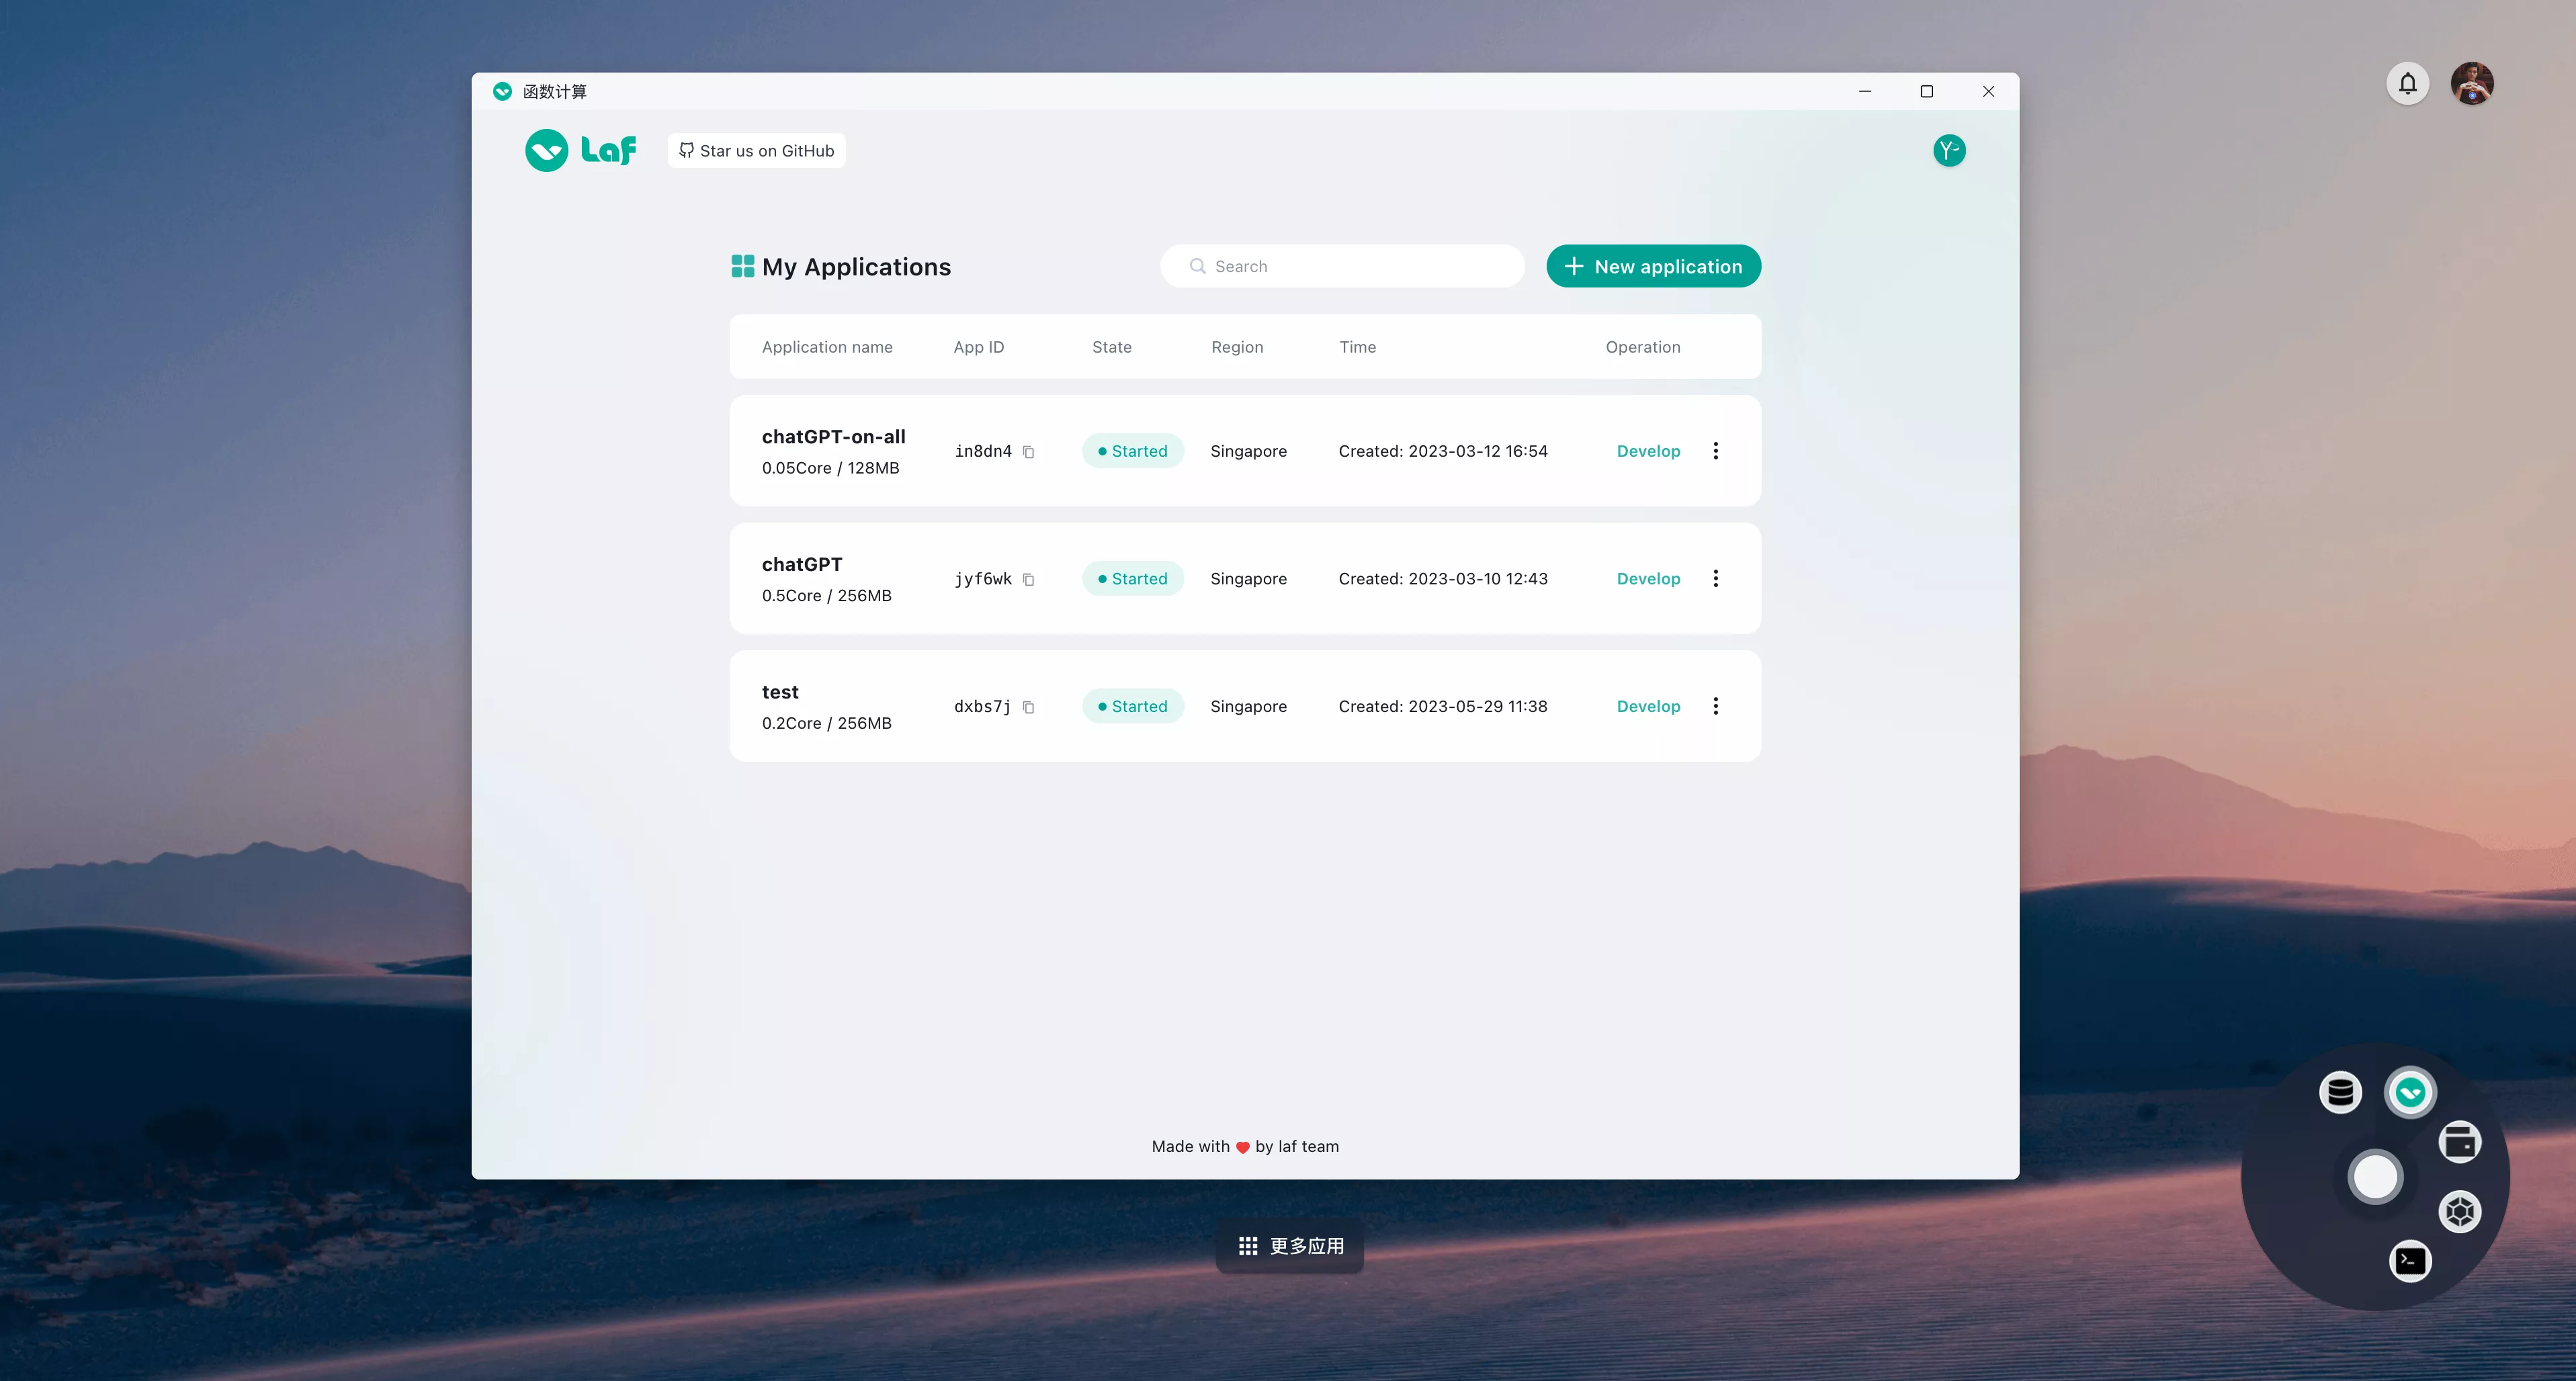 函数计算
Laf
Star us on GitHub
My Applications
Search
New application
Application name App ID State Region Time Operation
chatGPT-on-all
0.05Core / 128MB
in8dn4 Started Singapore Created: 2023-03-12 16:54 Develop
chatGPT
0.5Core / 256MB
jyf6wk Started Singapore Created: 2023-03-10 12:43 Develop
test
0.2Core / 256MB
dxbs7j Started Singapore Created: 2023-05-29 11:38 Develop
Made with ❤ by laf team
更多应用